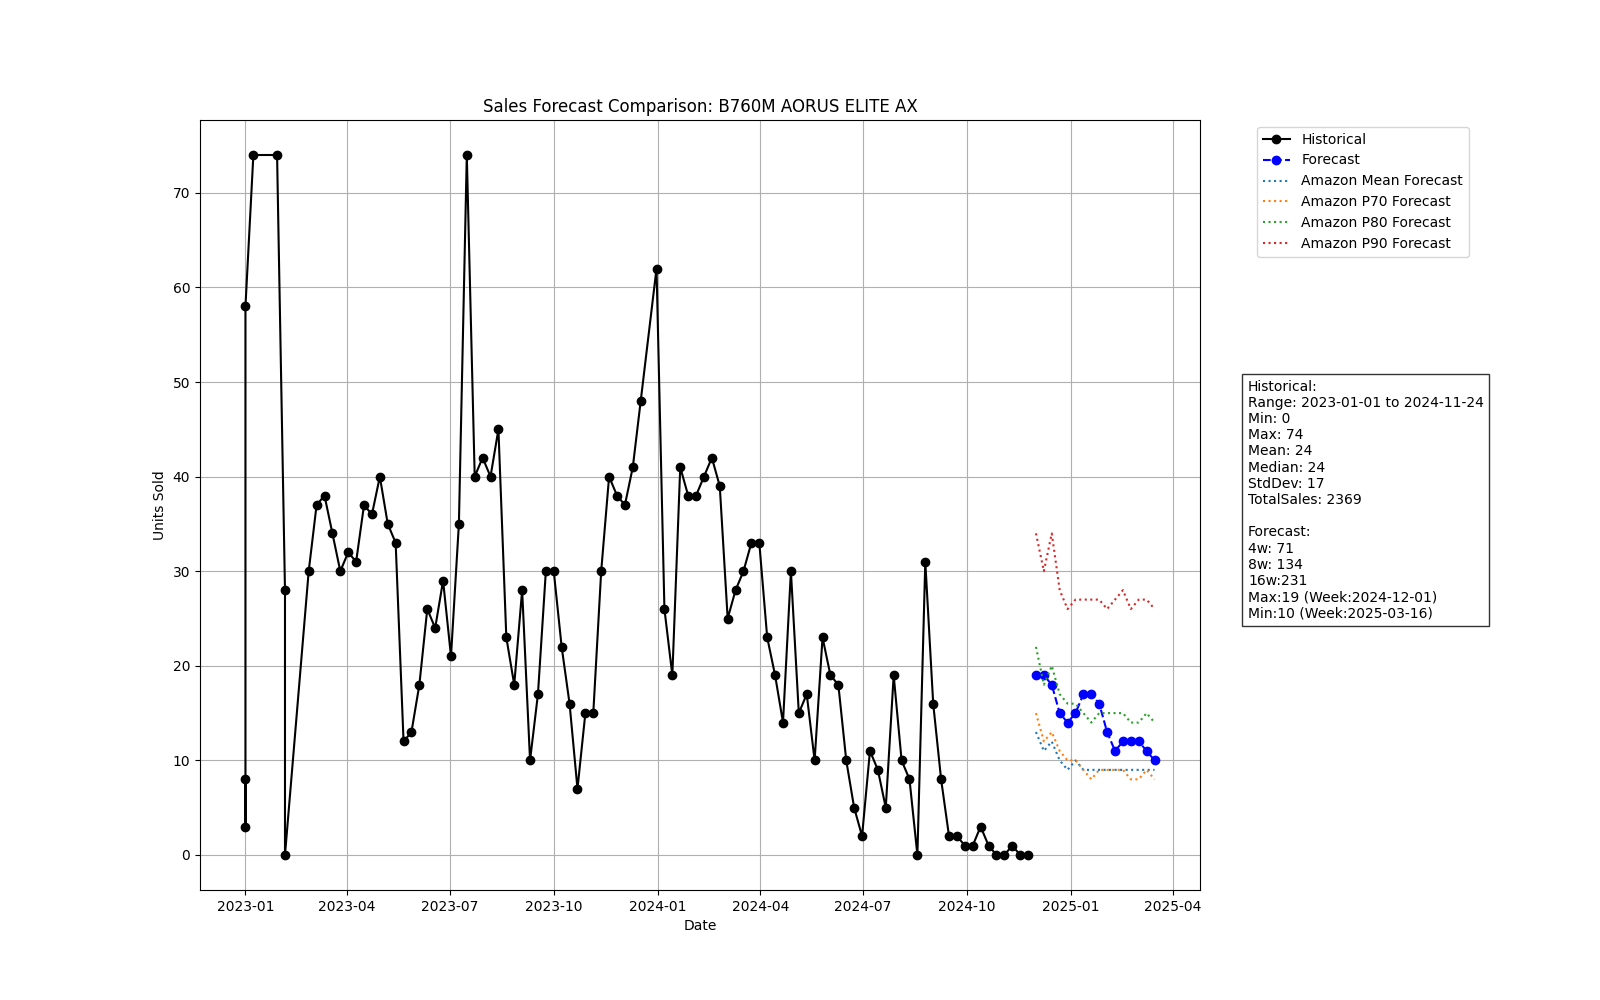 Sales Forecast Comparison: B760M AORUS ELITE AX
Historical
Forecast
Amazon Mean Forecast
Amazon P70 Forecast
Amazon P80 Forecast
Amazon P90 Forecast
70
60
50
40
30
20
10
0
Units Sold
Historical:
Range: 2023-01-01 to 2024-11-24
Min: 0
Max: 74
Mean: 24
Median: 24
StdDev: 17
TotalSales: 2369
Forecast:
4w: 71
8w: 134
16w:231
Max:19 (Week:2024-12-01)
Min:10 (Week:2025-03-16)
2023-01 2023-04 2023-07 2023-10 2024-01 2024-04 2024-07 2024-10 2025-01 2025-04
Date